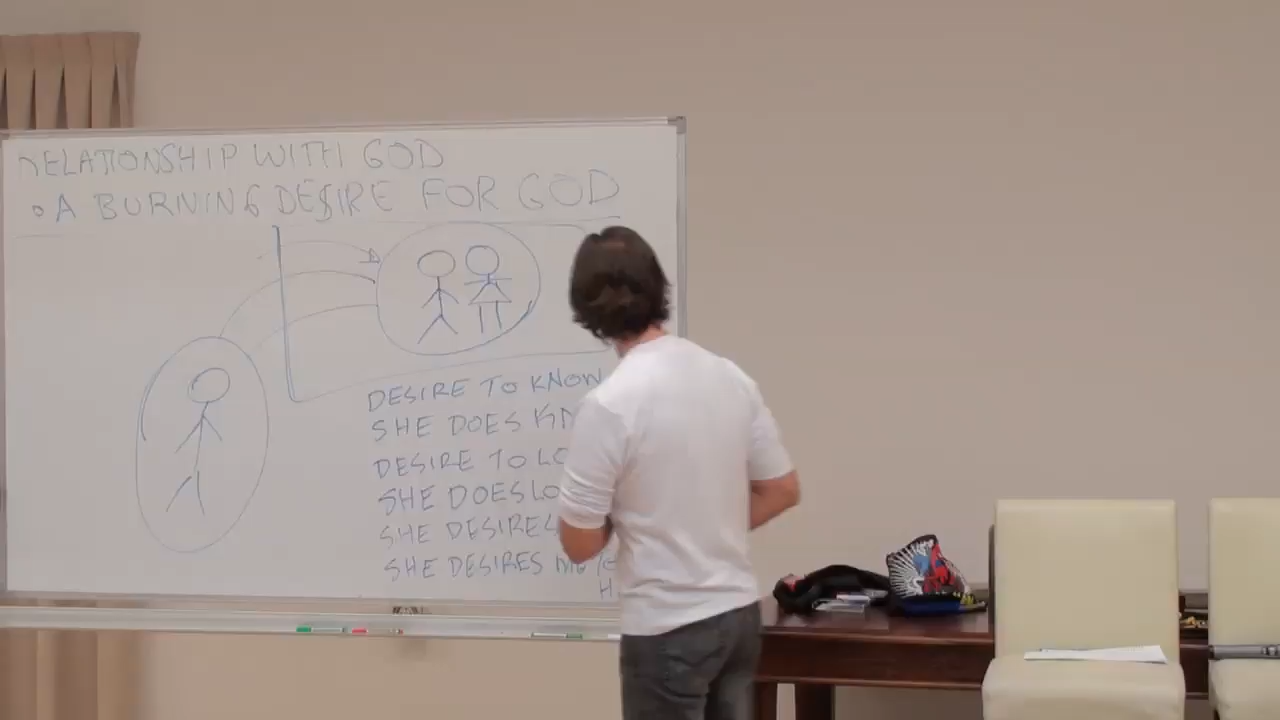 RELATIONSHIP WITH GOD
• A BURNING DESIRE FOR GOD
DESIRE TO KNOW
SHE DOES
DESIRE TO
SHE DOES
SHE DESIRES
SHE DESIRES